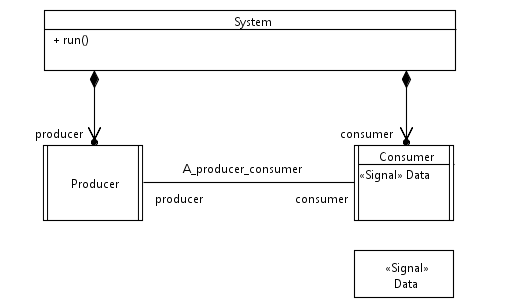 System
+ run()
producer
consumer
Producer
A_producer_consumer
Consumer
«Signal» Data
producer
consumer
«Signal»
Data